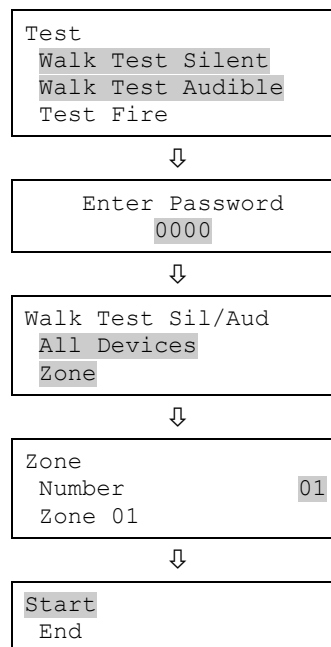 Test
Walk Test Silent
Walk Test Audible
Test Fire
⇩
Enter Password
0000
⇩
Walk Test Sil/Aud
All Devices
Zone
⇩
Zone
Number 01
Zone 01
⇩
Start
End